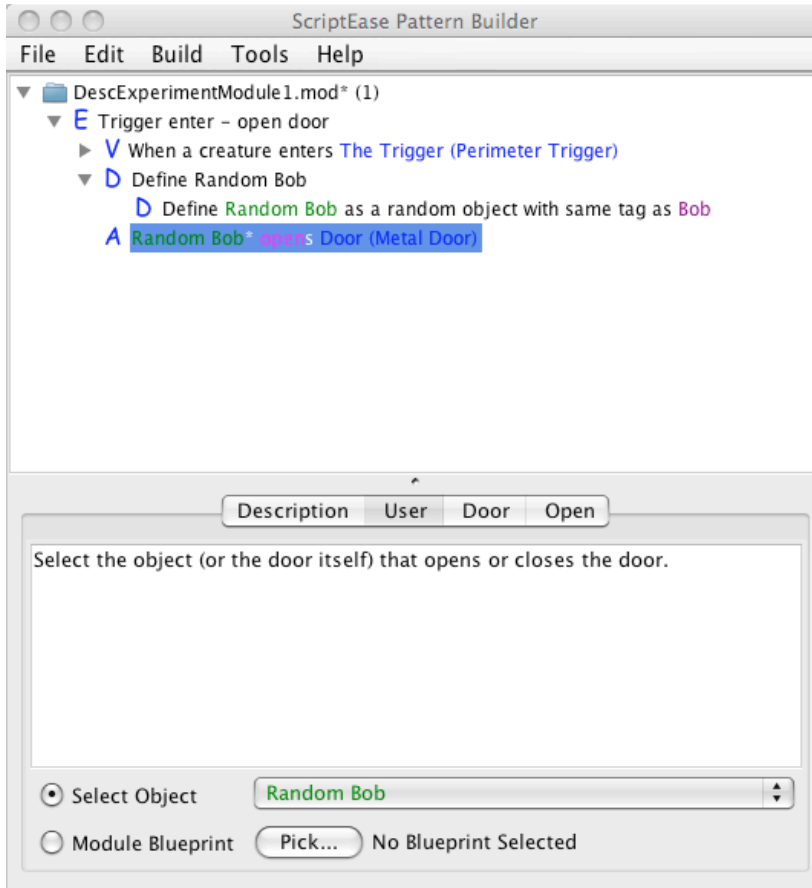 ScriptEase Pattern Builder
File Edit Build Tools Help
DescExperimentModule1.mod* (1)
E Trigger enter – open door
V When a creature enters The Trigger (Perimeter Trigger)
D Define Random Bob
D Define Random Bob as a random object with same tag as Bob
A Random Bob* opens Door (Metal Door)
Description User Door Open
Select the object (or the door itself) that opens or closes the door.
Select Object Random Bob
Module Blueprint Pick... No Blueprint Selected